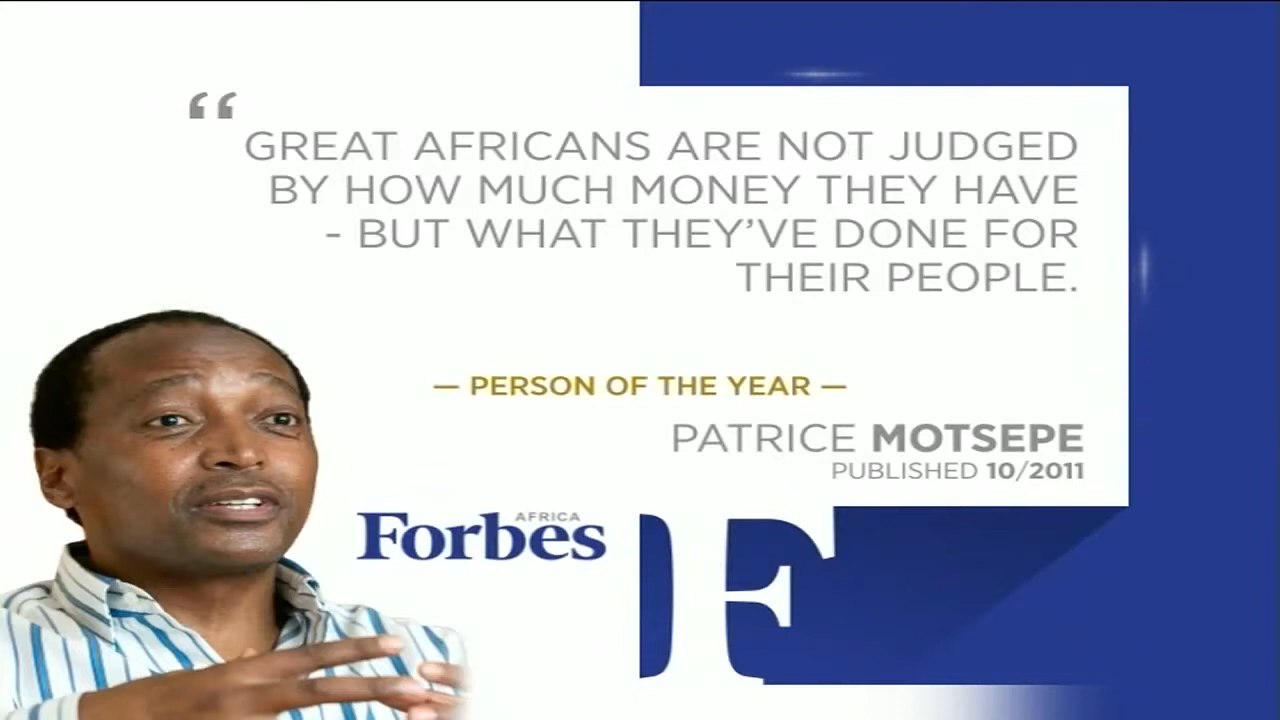 “
GREAT AFRICANS ARE NOT JUDGED
BY HOW MUCH MONEY THEY HAVE
- BUT WHAT THEY’VE DONE FOR
THEIR PEOPLE.
— PERSON OF THE YEAR —
PATRICE MOTSEPE
PUBLISHED 10/2011
AFRICA
Forbes
F